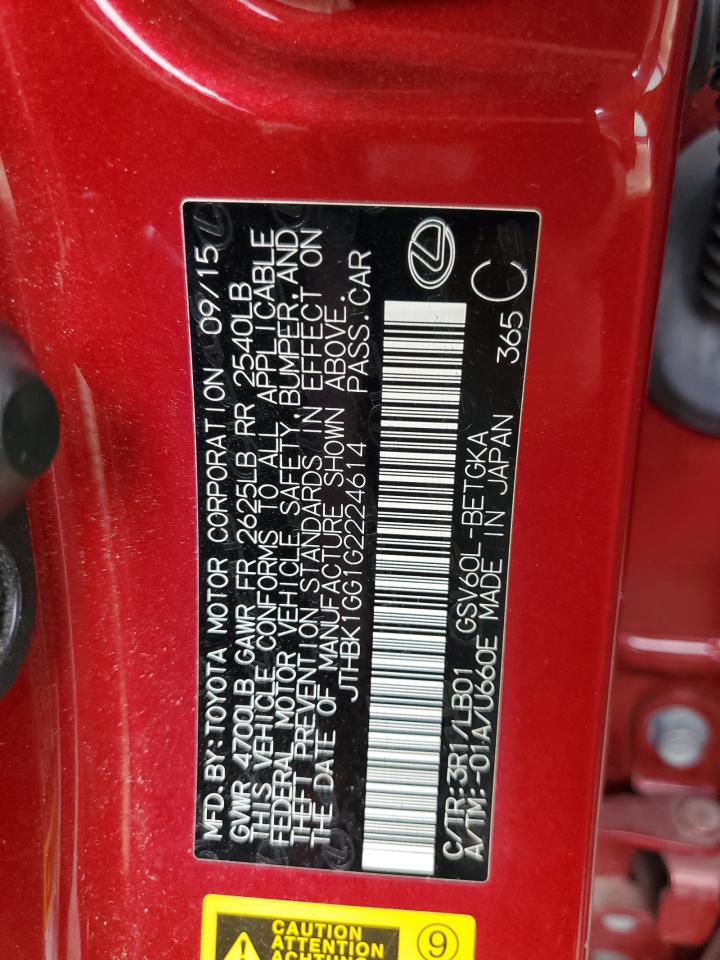 MFD. BY: TOYOTA MOTOR CORPORATION 09/15
GVWR 4700LB GAWR FR 2625LB RR 2540LB
THIS VEHICLE CONFORMS TO ALL APPLICABLE
FEDERAL MOTOR VEHICLE SAFETY, BUMPER, AND
THEFT PREVENTION STANDARDS IN EFFECT ON
THE DATE OF MANUFACTURE SHOWN ABOVE.
JTHBK1GG1G2224614 PASS. CAR
C/TR: 3R1/LB01 GSV60L-BETGKA
A/TM: -01A/U660E MADE IN JAPAN 365 C
CAUTION
ATTENTION
ACHTUNG
9